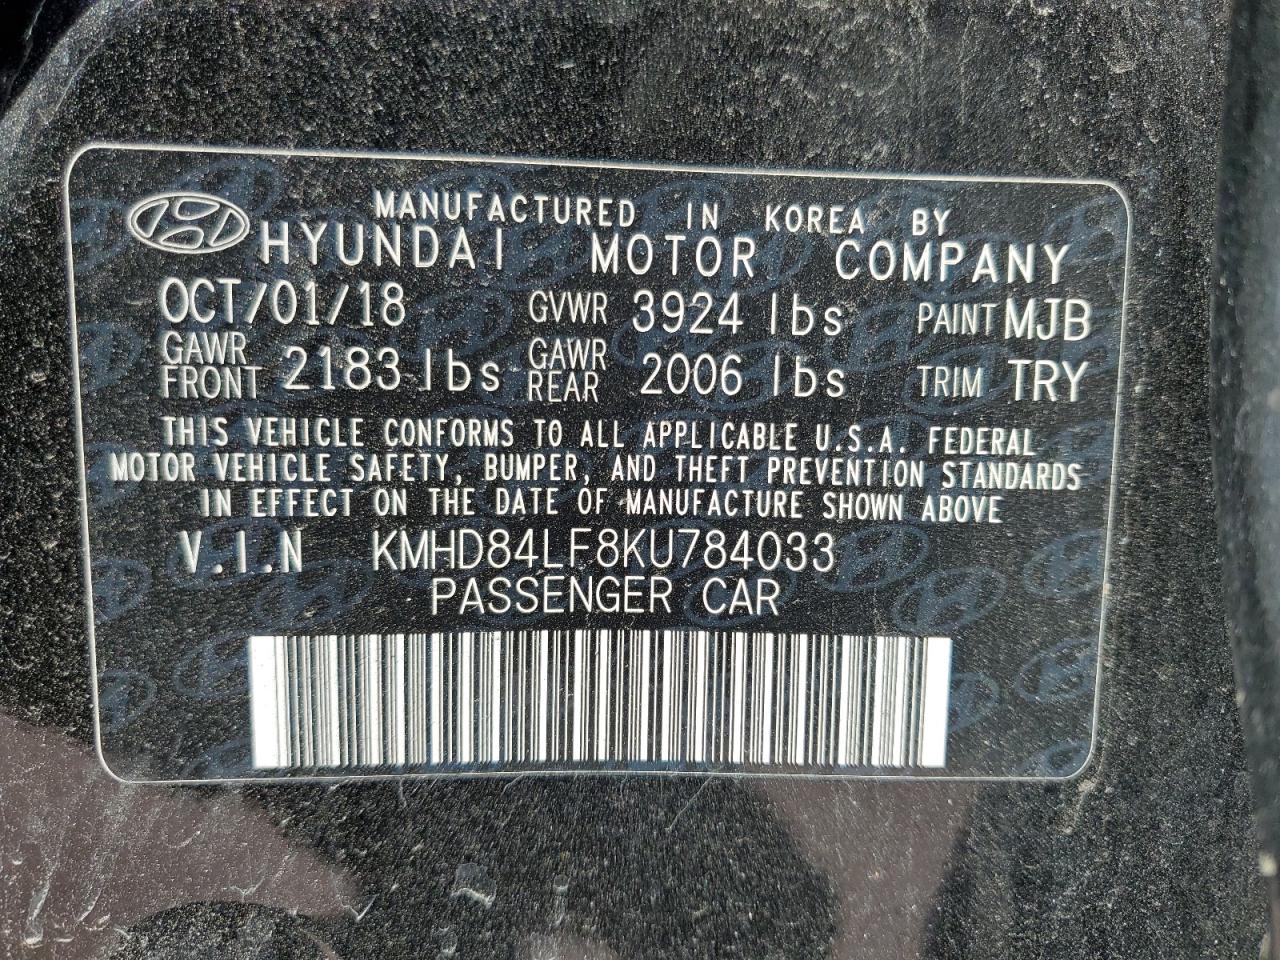 MANUFACTURED IN KOREA BY
HYUNDAI MOTOR COMPANY
OCT/01/18 GVWR 3924 lbs PAINT MJB
GAWR FRONT 2183 lbs GAWR REAR 2006 lbs TRIM TRY
THIS VEHICLE CONFORMS TO ALL APPLICABLE U.S.A. FEDERAL
MOTOR VEHICLE SAFETY, BUMPER, AND THEFT PREVENTION STANDARDS
IN EFFECT ON THE DATE OF MANUFACTURE SHOWN ABOVE
V.I.N KMHD84LF8KU784033
PASSENGER CAR